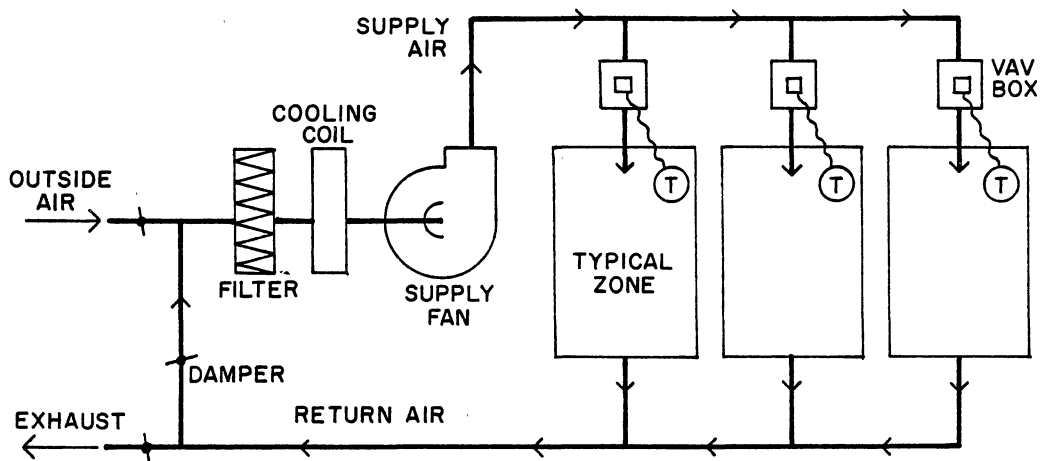 SUPPLY
AIR
VAV
BOX
COOLING
COIL
OUTSIDE
AIR
T
T
T
TYPICAL
ZONE
FILTER
SUPPLY
FAN
DAMPER
EXHAUST
RETURN AIR